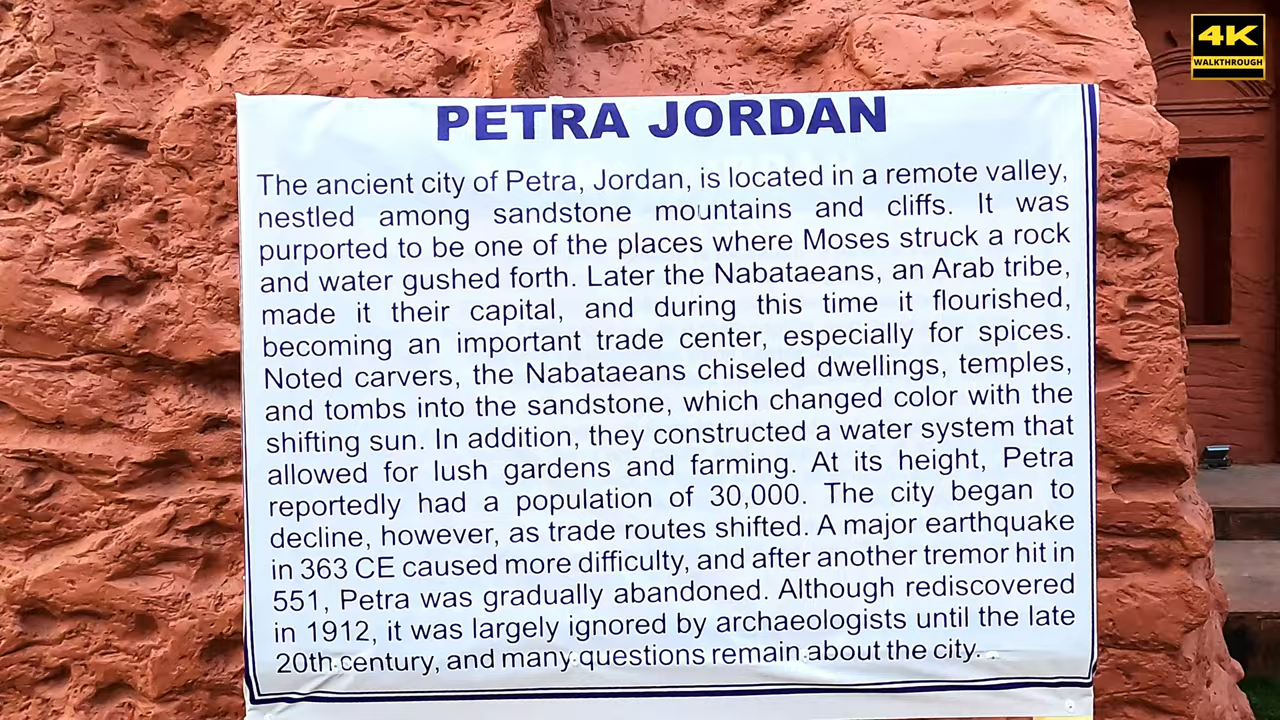 4K
WALKTHROUGH
PETRA JORDAN
The ancient city of Petra, Jordan, is located in a remote valley,
nestled among sandstone mountains and cliffs. It was
purported to be one of the places where Moses struck a rock
and water gushed forth. Later the Nabataeans, an Arab tribe,
made it their capital, and during this time it flourished,
becoming an important trade center, especially for spices.
Noted carvers, the Nabataeans chiseled dwellings, temples,
and tombs into the sandstone, which changed color with the
shifting sun. In addition, they constructed a water system that
allowed for lush gardens and farming. At its height, Petra
reportedly had a population of 30,000. The city began to
decline, however, as trade routes shifted. A major earthquake
in 363 CE caused more difficulty, and after another tremor hit in
551, Petra was gradually abandoned. Although rediscovered
in 1912, it was largely ignored by archaeologists until the late
20th century, and many questions remain about the city.